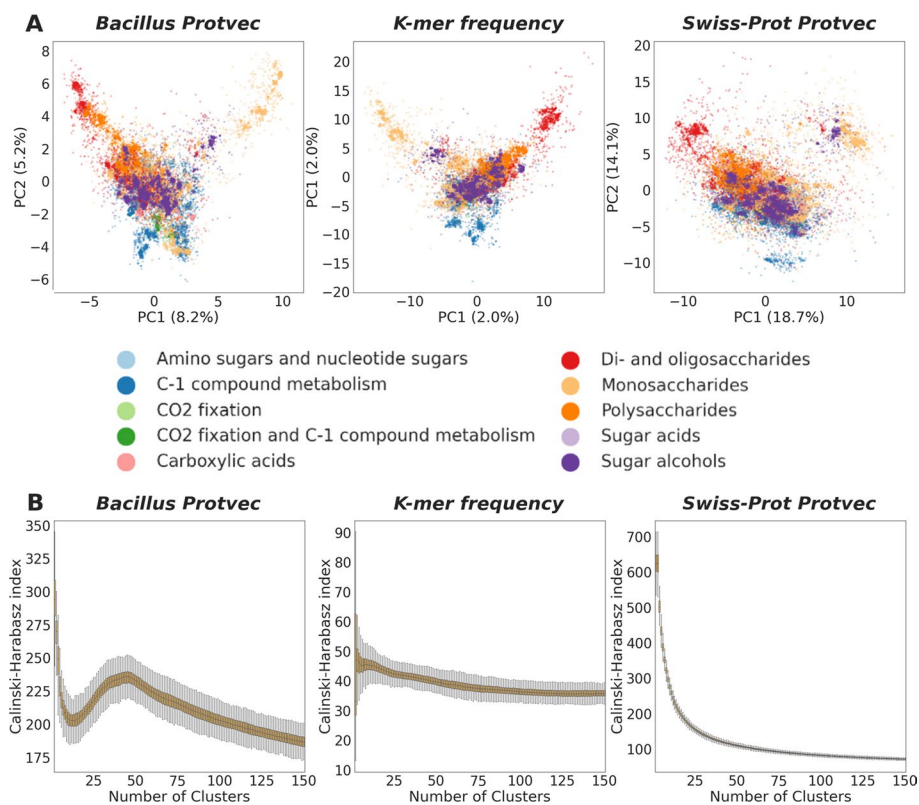 A
Bacillus Protvec
K-mer frequency
Swiss-Prot Protvec
8
6
4
2
0
−2
−4
−6
PC2 (5.2%)
−5
0
5
10
PC1 (8.2%)
20
15
10
5
0
−5
−10
−15
−20
PC1 (2.0%)
−10
0
10
PC1 (2.0%)
20
15
10
5
0
−5
−10
PC2 (14.1%)
−10
0
10
PC1 (18.7%)
Amino sugars and nucleotide sugars
C-1 compound metabolism
CO2 fixation
CO2 fixation and C-1 compound metabolism
Carboxylic acids
Di- and oligosaccharides
Monosaccharides
Polysaccharides
Sugar acids
Sugar alcohols
B
Bacillus Protvec
K-mer frequency
Swiss-Prot Protvec
350
325
300
275
250
225
200
175
Calinski-Harabasz index
25
50
75
100
125
150
Number of Clusters
90
80
70
60
50
40
30
20
10
Calinski-Harabasz index
25
50
75
100
125
150
Number of Clusters
700
600
500
400
300
200
100
Calinski-Harabasz index
25
50
75
100
125
150
Number of Clusters